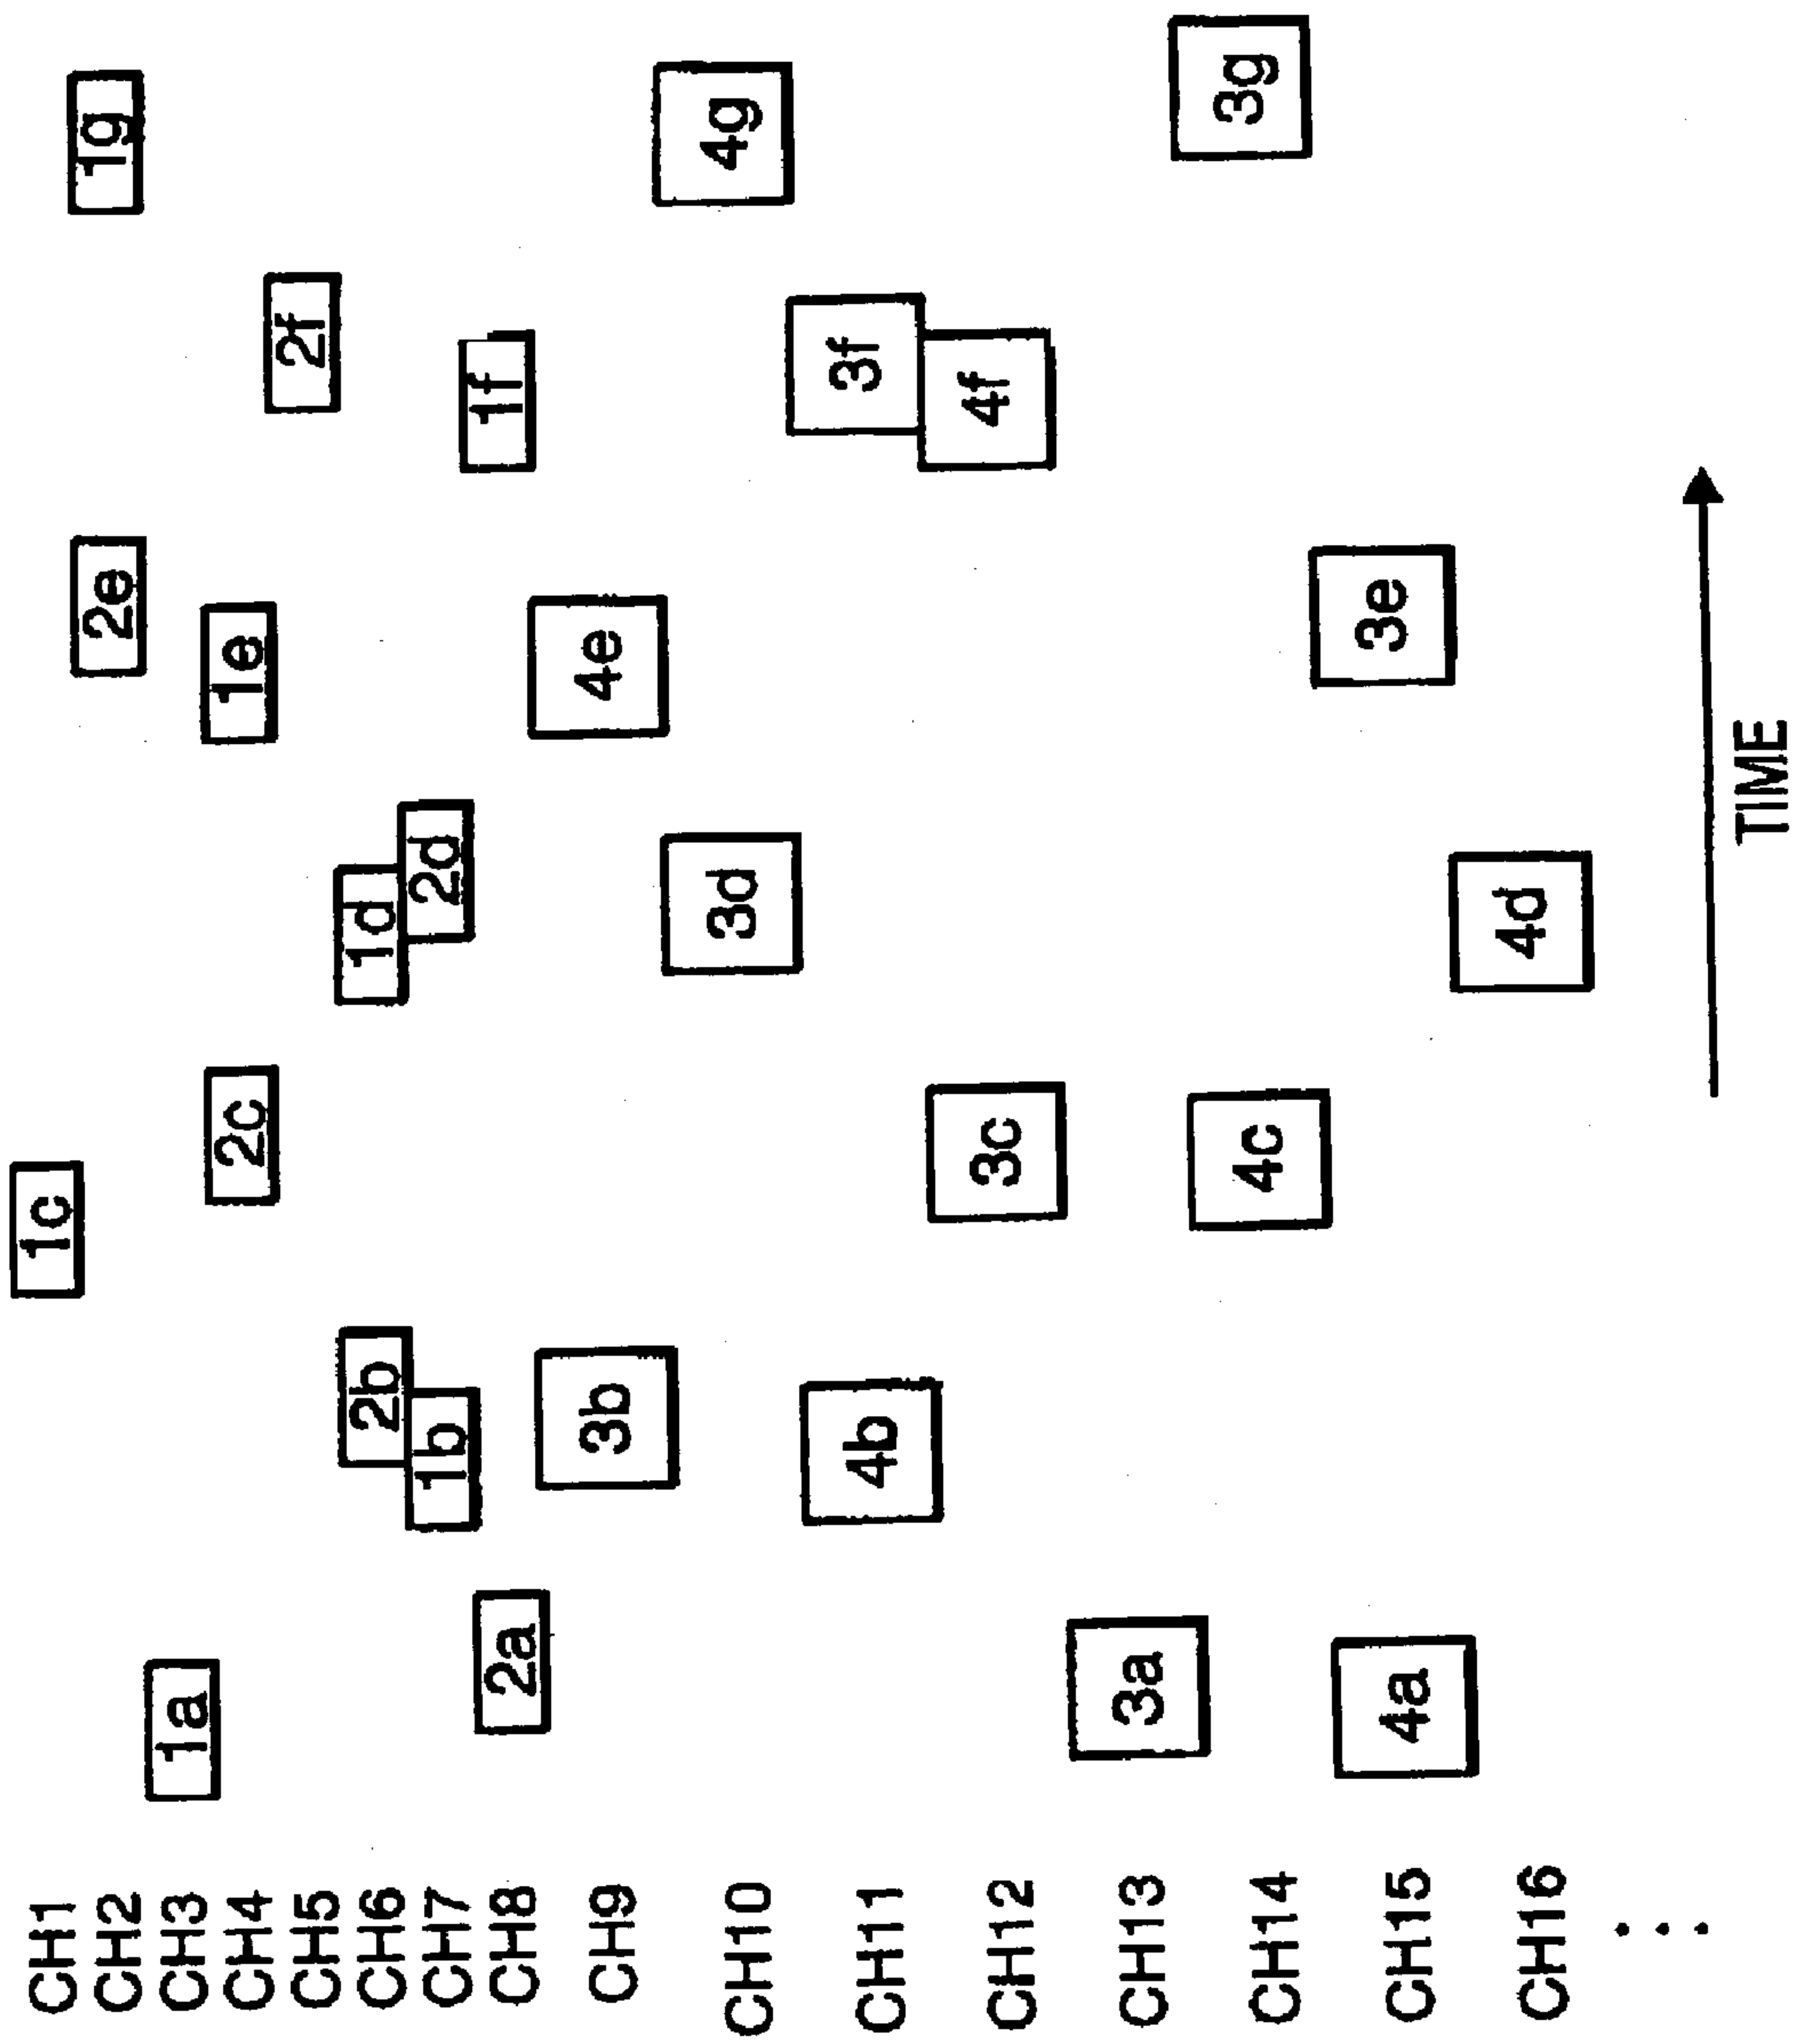 CH1 1c
CH2 2e 1g
CH3 1a
CH4 2c 1e
CH5 2f
CH6 2b 1d
CH7 1b 2d
CH8 2a 1f
CH9 3b 4e
CH10 3d 4g
CH11 4b 3f
CH12 3c 4f
CH13 3a
CH14 4c 3g
CH15 4a 3e
CH16 4d
...
TIME